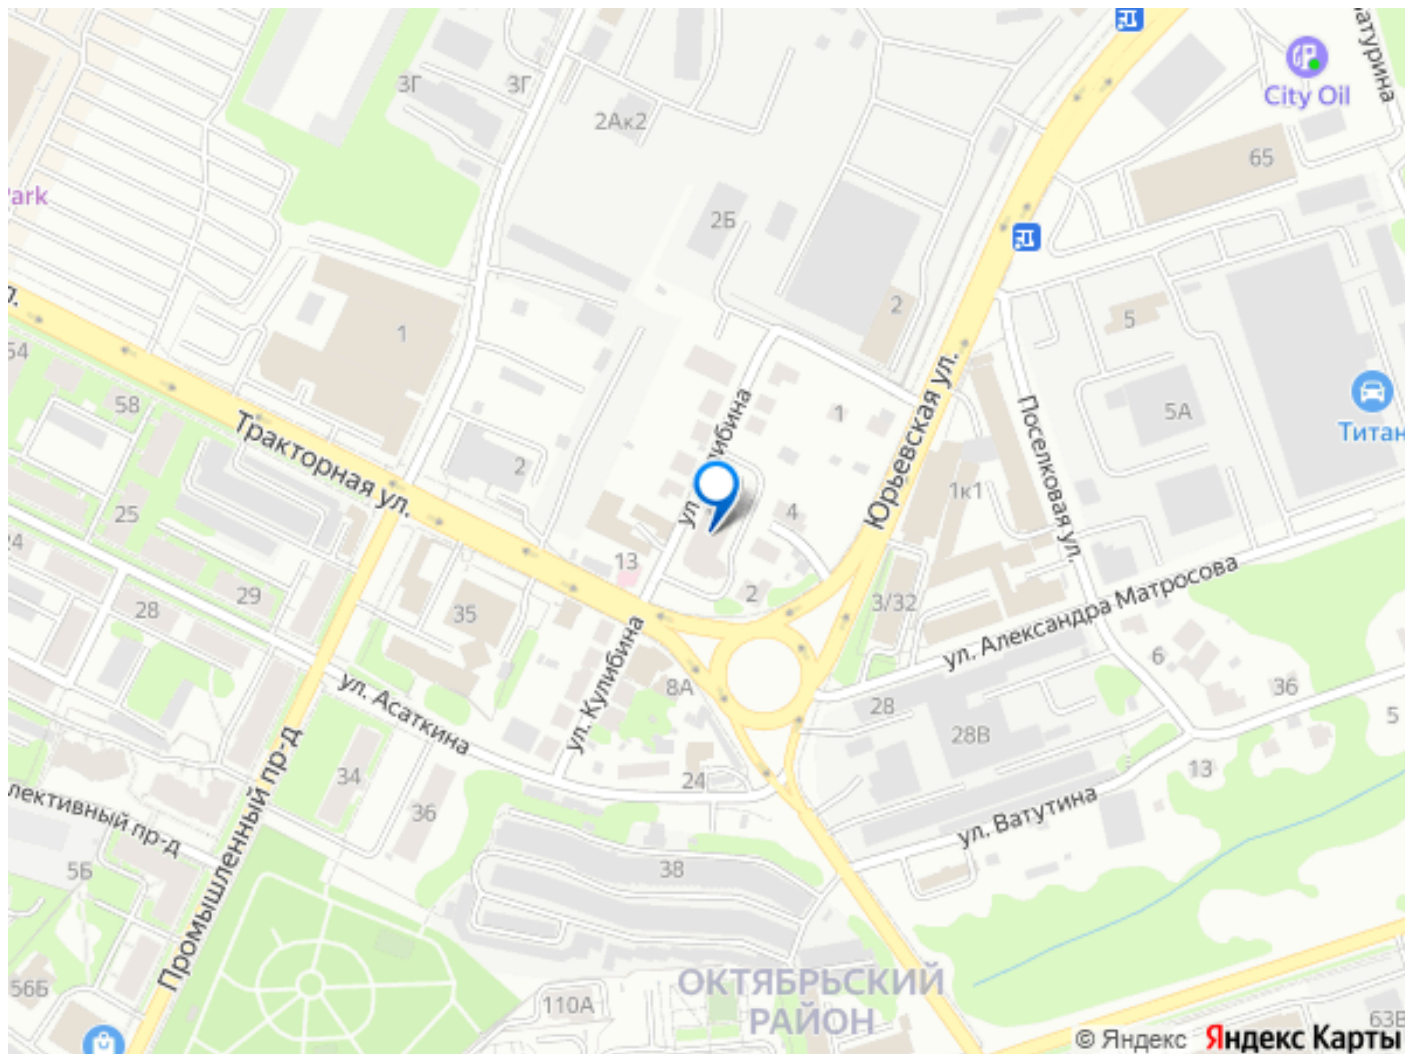 атурина
City Oil
3Г
3Г
2Ак2
65
Park
2Б
2
5
1
54
58
Тракторная ул.
2
ул. Кулибина
1
Юрьевская ул.
Поселковая ул.
5А
Титан
1к1
25
4
24
13
29
28
35
2
3/32
ул. Александра Матросова
ул. Кулибина
8А
6
36
28
28В
5
ул. Асаткина
34
36
24
13
лективный пр-д
Промышленный пр-д
ул. Ватутина
5Б
38
56Б
110А
ОКТЯБРЬСКИЙ
РАЙОН
63В
© Яндекс Яндекс Карты